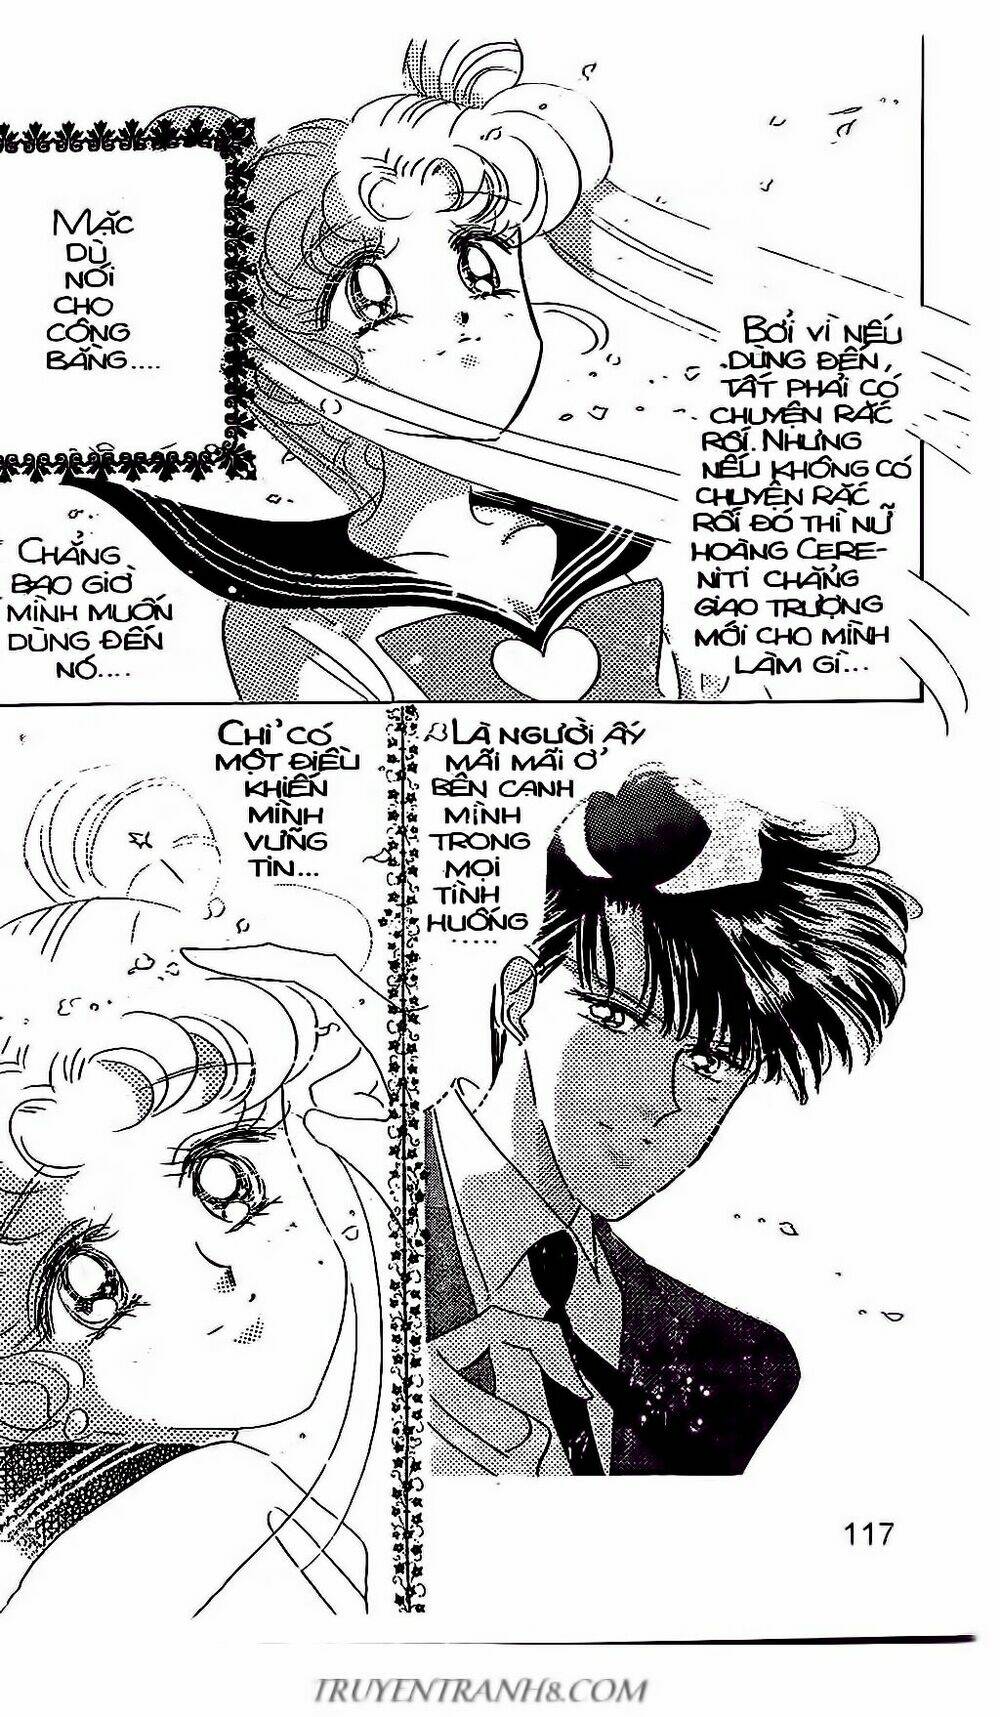 MẶC
DÙ
NÓI
CHO
CÔNG
BẰNG....
BỞI VÌ NẾU
DÙNG ĐẾN,
TẤT PHẢI CÓ
CHUYỆN RẮC
RỐI. NHƯNG
NẾU KHÔNG CÓ
CHUYỆN RẮC
RỐI ĐÓ THÌ NỮ
HOÀNG CERE-
NITI CHẲNG
GIAO TRƯỢNG
MỚI CHO MÌNH
LÀM GÌ...
CHẲNG
BAO GIỜ
MÌNH MUỐN
DÙNG ĐẾN
NÓ....
CHỈ CÓ
MỘT ĐIỀU
KHIẾN
MÌNH
VỮNG
TIN...
LÀ NGƯỜI ẤY
MÃI MÃI Ở
BÊN CẠNH
MÌNH
TRONG
MỌI
TÌNH
HUỐNG
.....
117
TRUYENTRANH8.COM